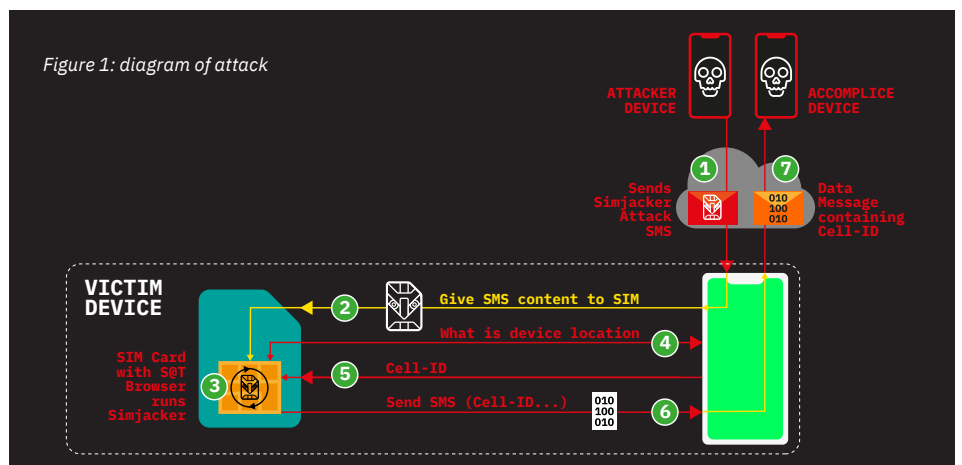 Figure 1: diagram of attack
ATTACKER
DEVICE
ACCOMPLICE
DEVICE
1
7
Sends
Simjacker
Attack
SMS
010
100
010
Data
Message
containing
Cell-ID
VICTIM
DEVICE
2
Give SMS content to SIM
What is device location
4
SIM Card
with S@T
Browser
runs
Simjacker
3
5
Cell-ID
Send SMS (Cell-ID...)
010
100
010
6